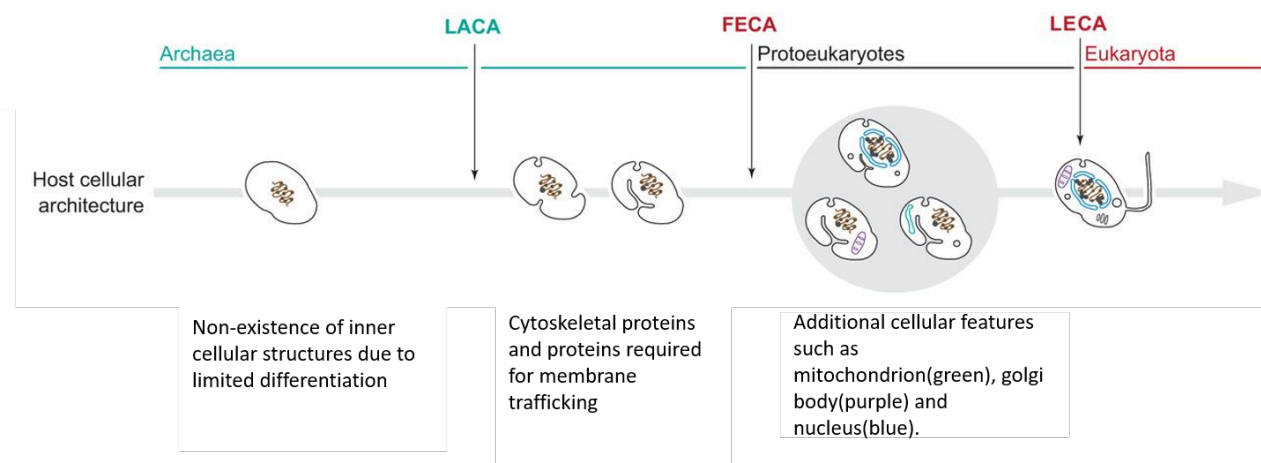 LACA
FECA
LECA
Archaea
Protoeukaryotes
Eukaryota
Host cellular
architecture
Non-existence of inner
cellular structures due to
limited differentiation
Cytoskeletal proteins
and proteins required
for membrane
trafficking
Additional cellular features
such as
mitochondrion(green), golgi
body(purple) and
nucleus(blue).